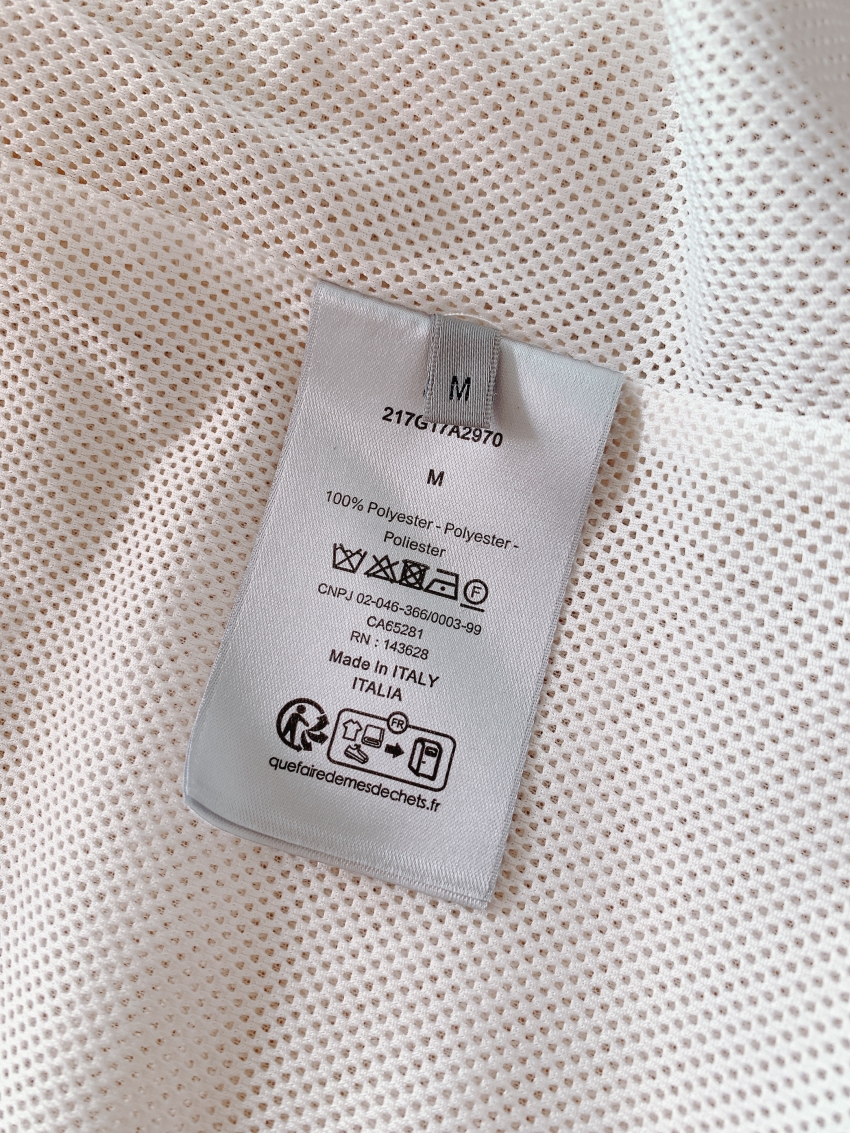 M
217G17A2970
M
100% Polyester - Polyester -
Poliester
F
CNPJ 02-046-366/0003-99
CA65281
RN : 143628
Made In ITALY
ITALIA
FR
quefairedemesdechets.fr